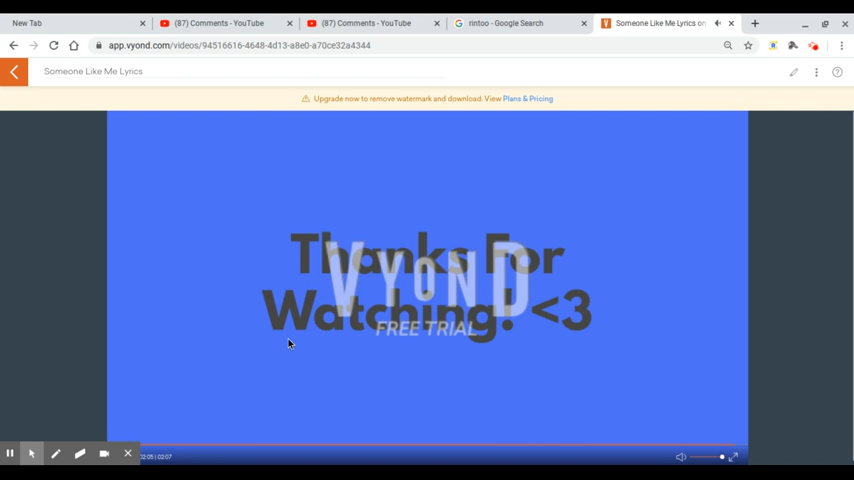 New Tab
(87) Comments - YouTube
(87) Comments - YouTube
rintoo - Google Search
Someone Like Me Lyrics on
app.vyond.com/videos/94516616-4648-4d13-a8e0-a70ce32a4344
Someone Like Me Lyrics
Upgrade now to remove watermark and download. View Plans & Pricing
Thanks For
Watching! <3
VYOND
FREE TRIAL
02:05 | 02:07